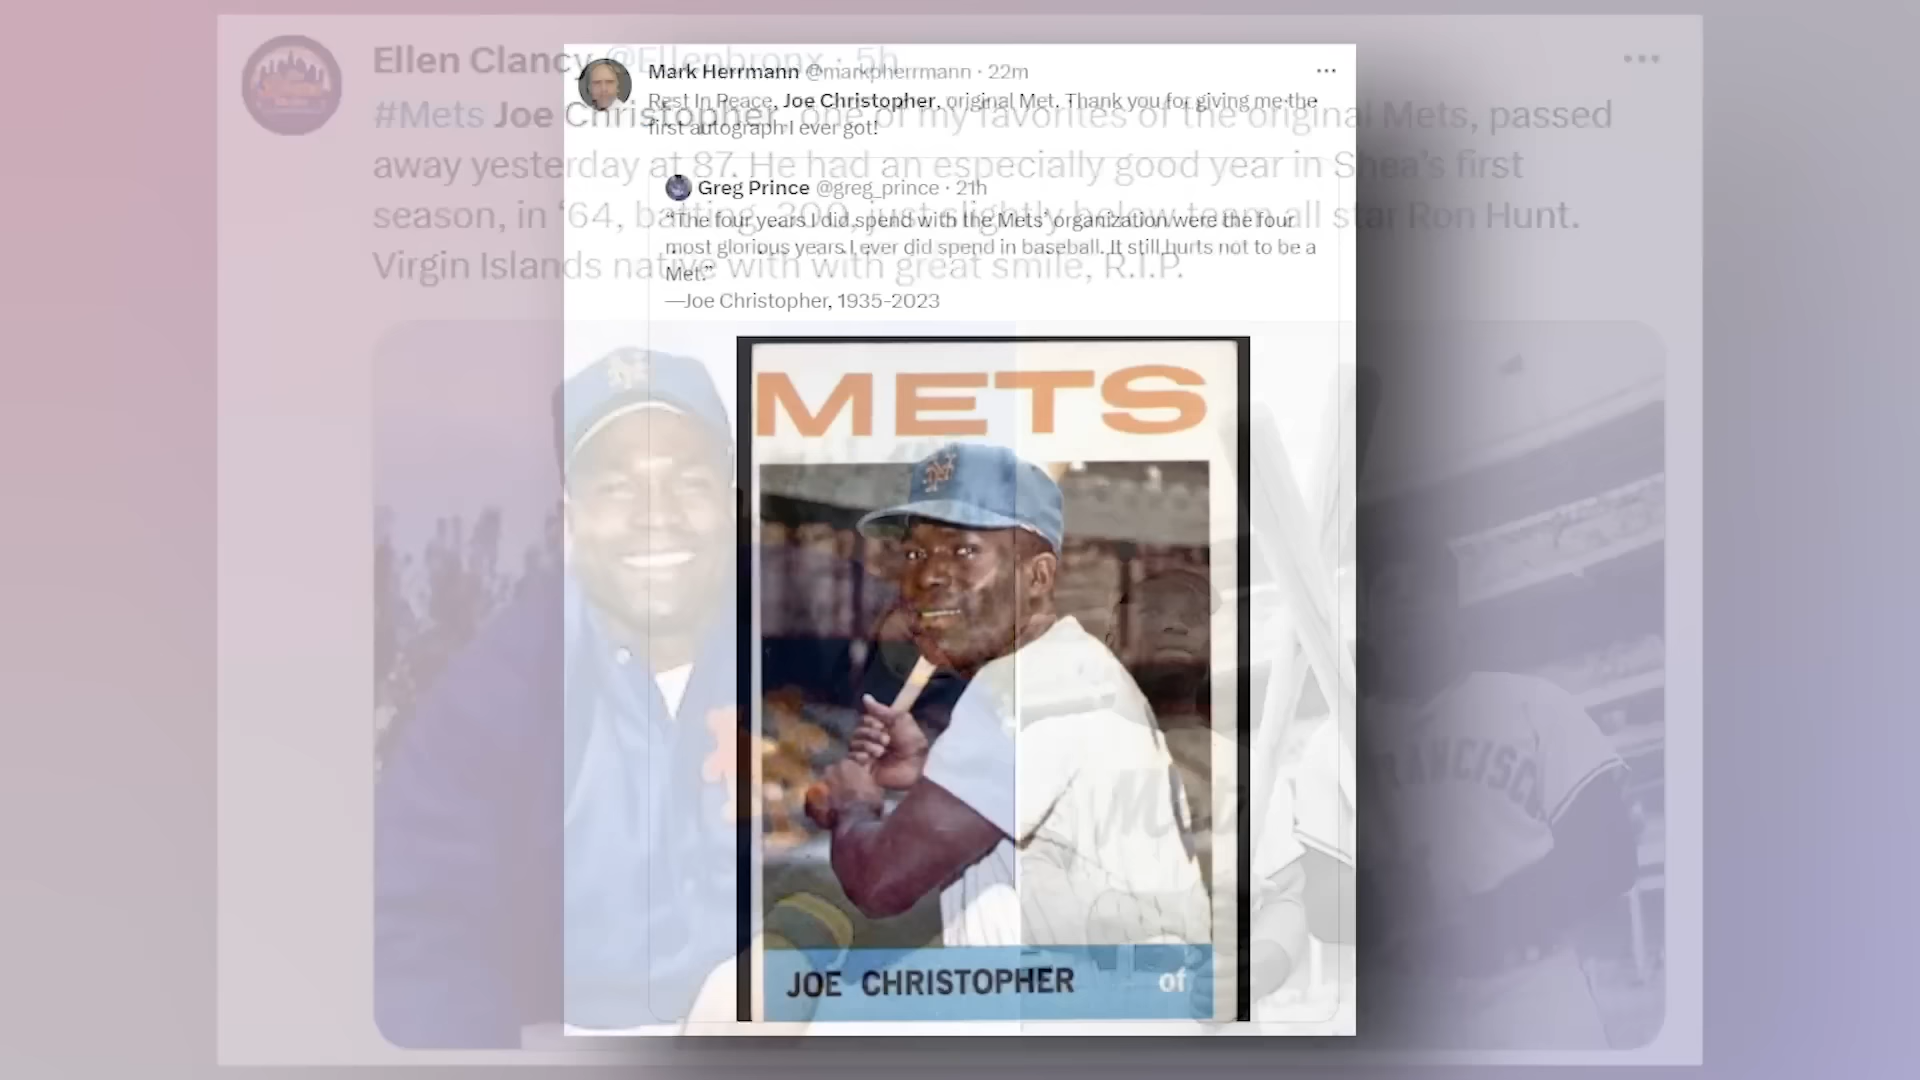 Ellen Clancy @Ellenbronx · 5h
#Mets Joe Christopher, one of my favorites of the original Mets, passed
away yesterday at 87. He had an especially good year in Shea's first
season, in '64, batting .300, just slightly below team all star Ron Hunt.
Virgin Islands native with with great smile, R.I.P.
Mark Herrmann @markpherrmann · 22m
Rest In Peace, Joe Christopher, original Met. Thank you for giving me the
first autograph I ever got!
Greg Prince @greg_prince · 21h
“The four years I did spend with the Mets’ organization were the four
most glorious years I ever did spend in baseball. It still hurts not to be a
Met.”
—Joe Christopher, 1935-2023
METS
JOE CHRISTOPHER of
Mets
FRANCISCO